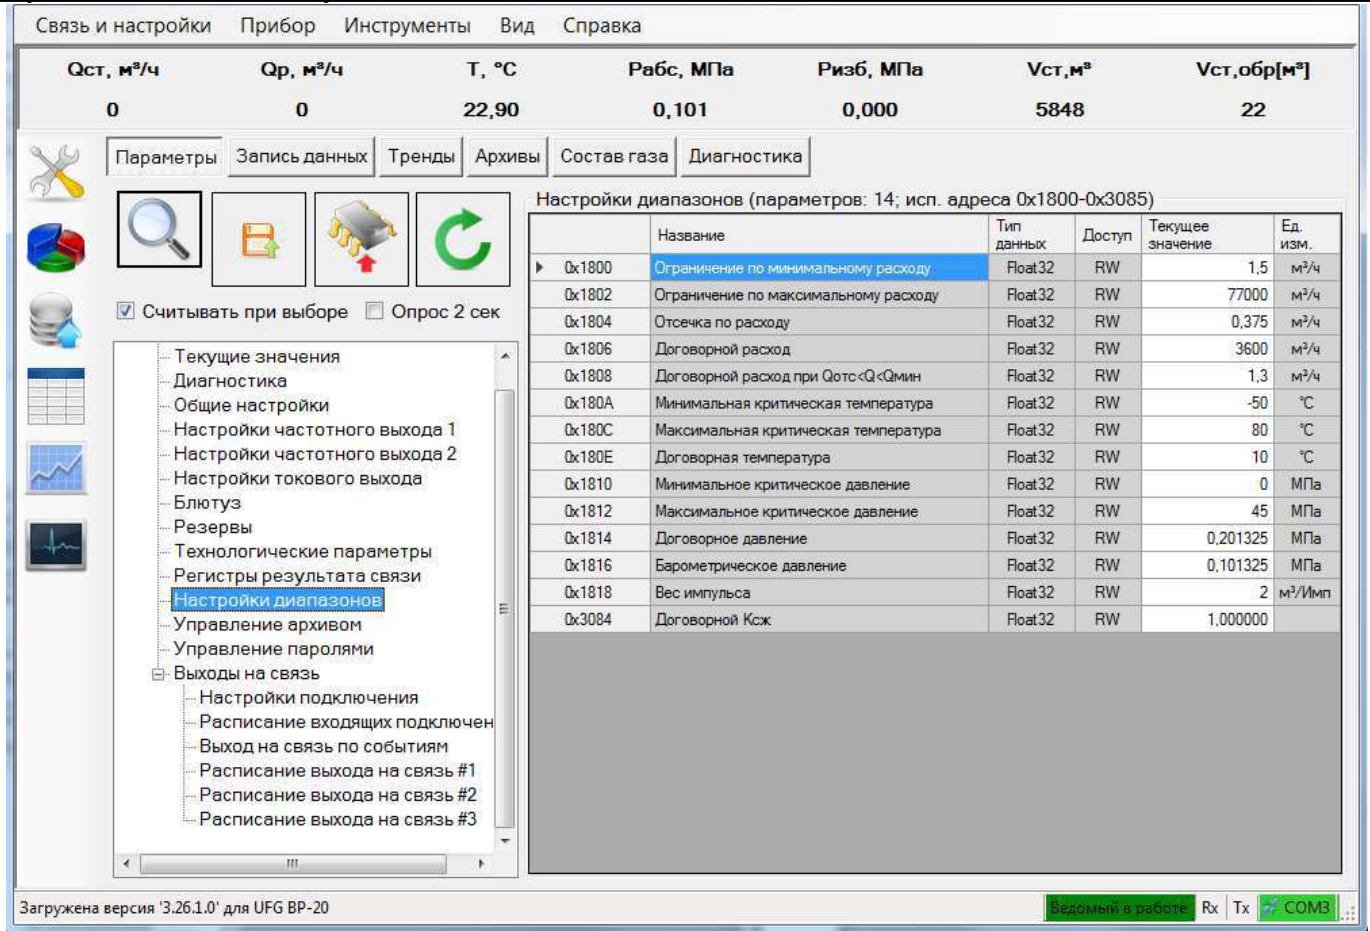 Связь и настройки Прибор Инструменты Вид Справка
Qст, м³/ч Qр, м³/ч T, °C Рабс, МПа Ризб, МПа Vст,м³ Vст,обр[м³]
0 0 22,90 0,101 0,000 5848 22
Параметры Запись данных Тренды Архивы Состав газа Диагностика
Считывать при выборе Опрос 2 сек
Текущие значения
Диагностика
Общие настройки
Настройки частотного выхода 1
Настройки частотного выхода 2
Настройки токового выхода
Блютуз
Резервы
Технологические параметры
Регистры результата связи
Настройки диапазонов
Управление архивом
Управление паролями
Выходы на связь
Настройки подключения
Расписание входящих подключен
Выход на связь по событиям
Расписание выхода на связь #1
Расписание выхода на связь #2
Расписание выхода на связь #3
Настройки диапазонов (параметров: 14; исп. адреса 0x1800-0x3085)
Название Тип данных Доступ Текущее значение Ед. изм.
0x1800 Ограничение по минимальному расходу Float32 RW 1,5 м³/ч
0x1802 Ограничение по максимальному расходу Float32 RW 77000 м³/ч
0x1804 Отсечка по расходу Float32 RW 0,375 м³/ч
0x1806 Договорной расход Float32 RW 3600 м³/ч
0x1808 Договорной расход при Qотс<Q<Qмин Float32 RW 1,3 м³/ч
0x180A Минимальная критическая температура Float32 RW -50 °C
0x180C Максимальная критическая температура Float32 RW 80 °C
0x180E Договорная температура Float32 RW 10 °C
0x1810 Минимальное критическое давление Float32 RW 0 МПа
0x1812 Максимальное критическое давление Float32 RW 45 МПа
0x1814 Договорное давление Float32 RW 0,201325 МПа
0x1816 Барометрическое давление Float32 RW 0,101325 МПа
0x1818 Вес импульса Float32 RW 2 м³/Имп
0x3084 Договорной Ксж Float32 RW 1,000000
Загружена версия '3.26.1.0' для UFG BP-20 Ведомый в работе Rx Tx COM3